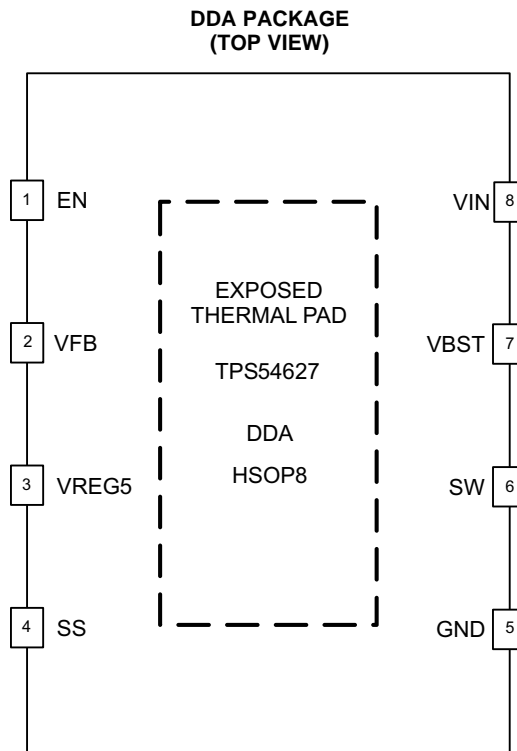 DDA PACKAGE
(TOP VIEW)
1 EN
VIN 8
EXPOSED
THERMAL PAD
2 VFB
VBST 7
TPS54627
DDA
HSOP8
3 VREG5
SW 6
4 SS
GND 5